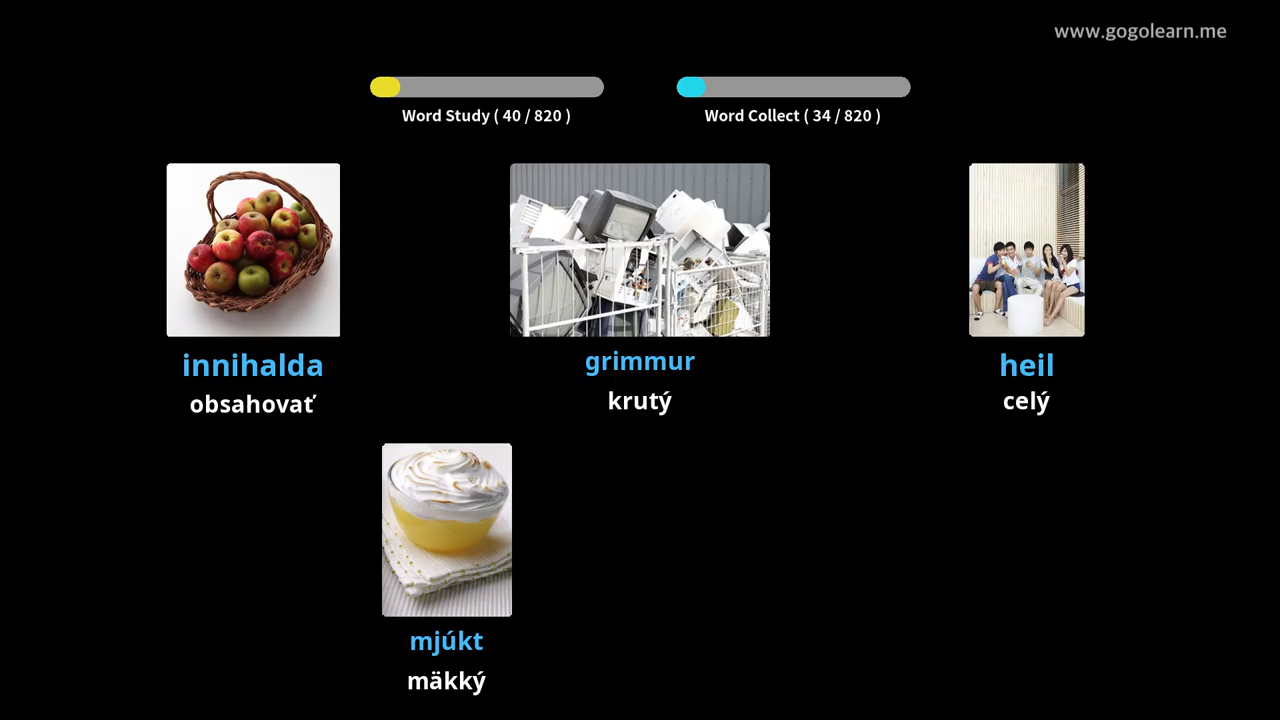 www.gogolearn.me
Word Study ( 40 / 820 )
Word Collect ( 34 / 820 )
innihalda
obsahovať
grimmur
krutý
heil
celý
mjúkt
mäkký